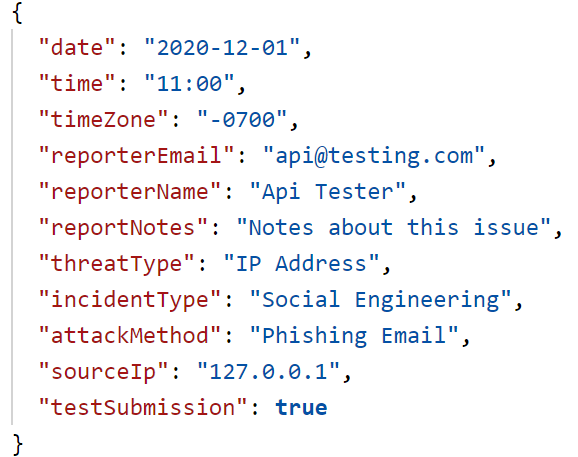 {
"date": "2020-12-01",
"time": "11:00",
"timeZone": "-0700",
"reporterEmail": "api@testing.com",
"reporterName": "Api Tester",
"reportNotes": "Notes about this issue",
"threatType": "IP Address",
"incidentType": "Social Engineering",
"attackMethod": "Phishing Email",
"sourceIp": "127.0.0.1",
"testSubmission": true
}